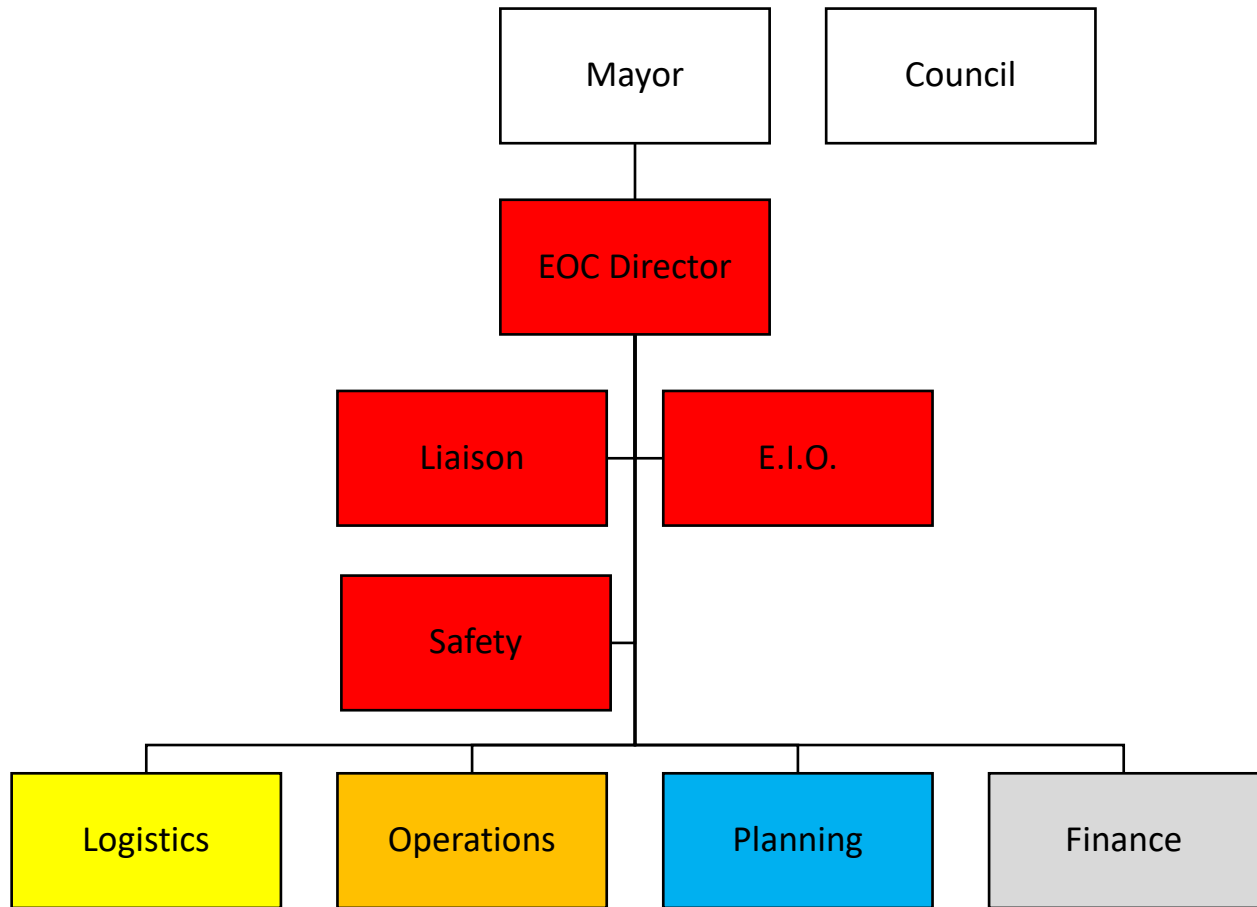 Mayor
Council
EOC Director
Liaison
E.I.O.
Safety
Logistics
Operations
Planning
Finance